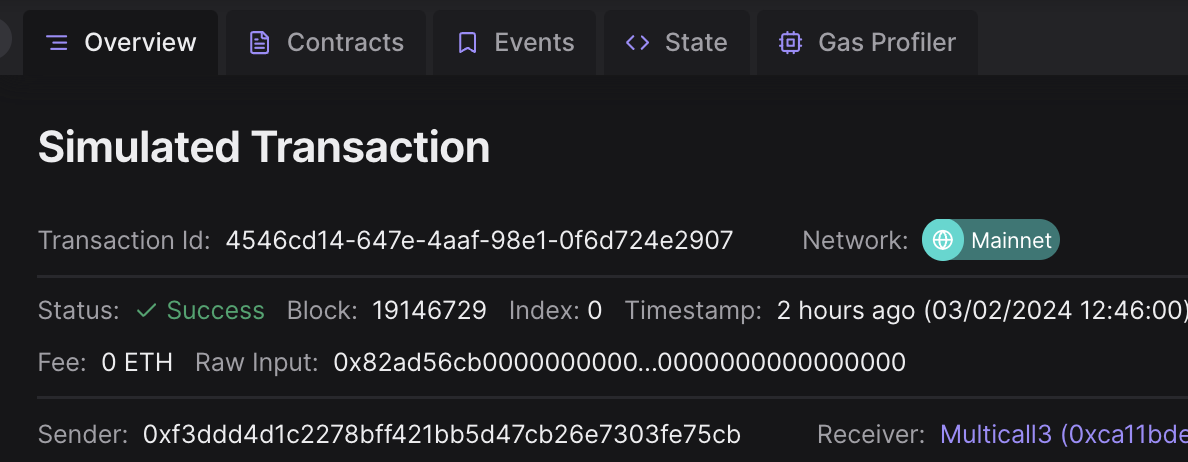 Overview Contracts Events State Gas Profiler
Simulated Transaction
Transaction Id: 4546cd14-647e-4aaf-98e1-0f6d724e2907 Network: Mainnet
Status: Success Block: 19146729 Index: 0 Timestamp: 2 hours ago (03/02/2024 12:46:00)
Fee: 0 ETH Raw Input: 0x82ad56cb0000000000...0000000000000000
Sender: 0xf3ddd4d1c2278bff421bb5d47cb26e7303fe75cb Receiver: Multicall3 (0xca11bde